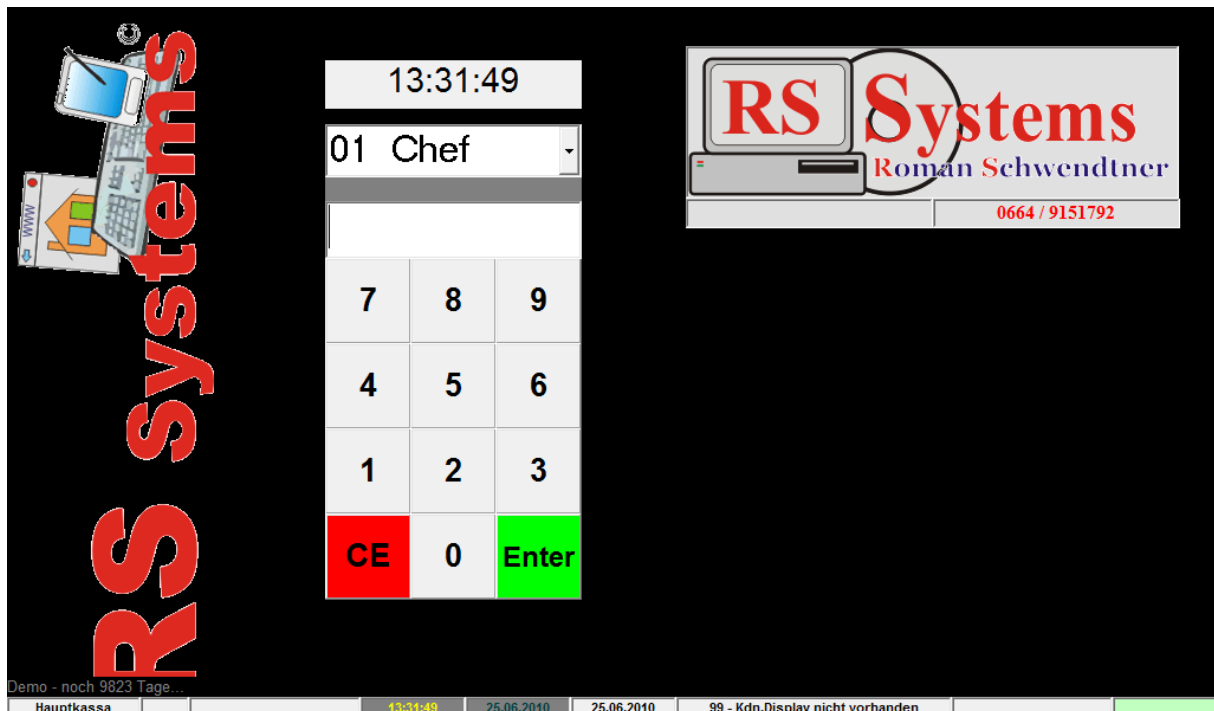 RS systems
www
13:31:49
01 Chef
7 8 9
4 5 6
1 2 3
CE 0 Enter
RS Systems
Roman Schwendtner
0664 / 9151792
Demo - noch 9823 Tage...
Hauptkassa 13:31:49 25.06.2010 25.06.2010 99 - Kdn.Display nicht vorhanden